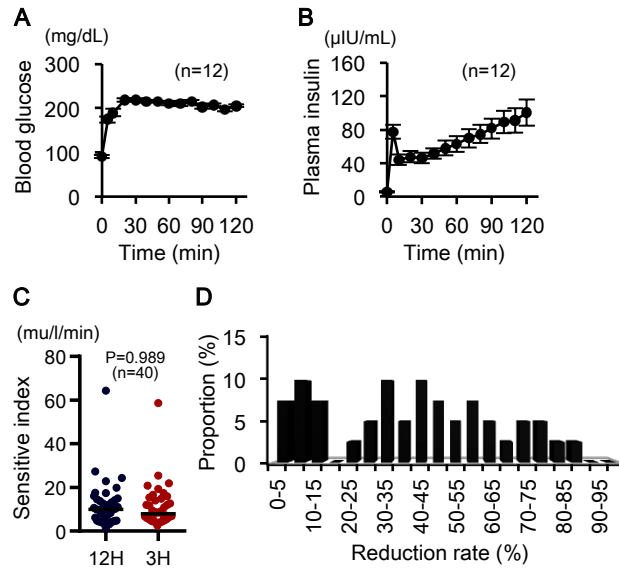 A
(mg/dL)
Blood glucose
300
200
100
0
(n=12)
0 30 60 90 120
Time (min)
B
(μIU/mL)
Plasma insulin
160
120
80
40
0
(n=12)
0 30 60 90 120
Time (min)
C
(mu/l/min)
Sensitive index
80
60
40
20
0
P=0.989
(n=40)
12H 3H
D
Proportion (%)
15
10
5
0
0-5 10-15 20-25 30-35 40-45 50-55 60-65 70-75 80-85 90-95
Reduction rate (%)